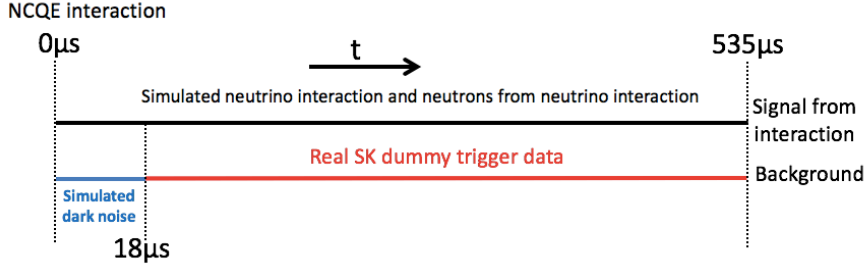 NCQE interaction
0μs
t
535μs
Simulated neutrino interaction and neutrons from neutrino interaction
Signal from
interaction
Real SK dummy trigger data
Background
Simulated
dark noise
18μs